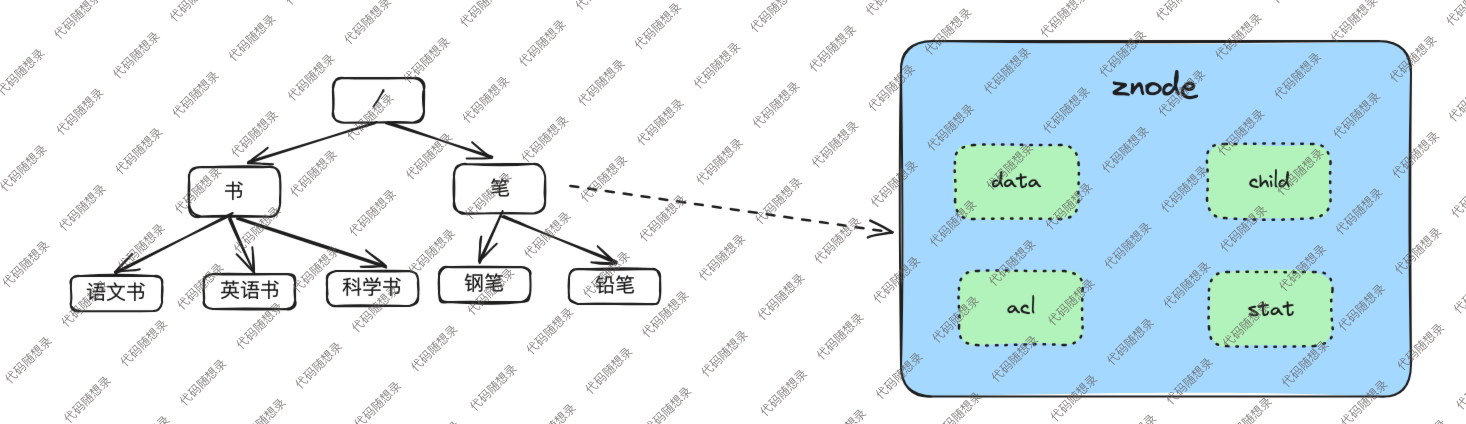 /
书
笔
语文书
英语书
科学书
钢笔
铅笔
znode
data
child
acl
stat
代码随想录